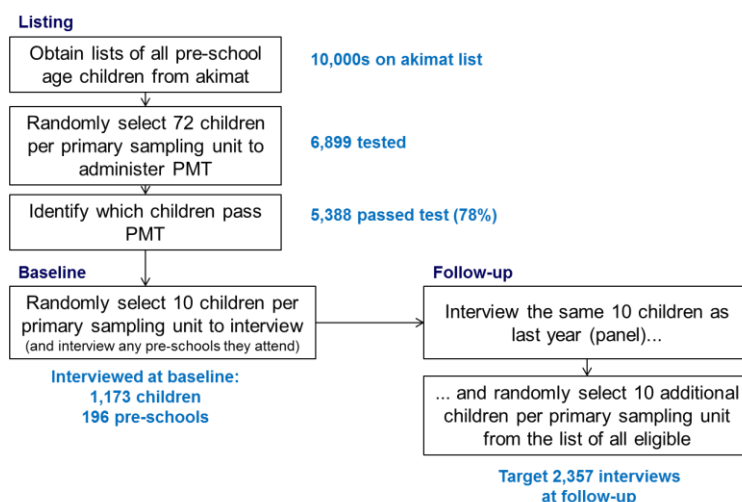 Listing
Obtain lists of all pre-school
age children from akimat
10,000s on akimat list
Randomly select 72 children
per primary sampling unit to
administer PMT
6,899 tested
Identify which children pass
PMT
5,388 passed test (78%)
Baseline
Randomly select 10 children per
primary sampling unit to interview
(and interview any pre-schools they attend)
Interviewed at baseline:
1,173 children
196 pre-schools
Follow-up
Interview the same 10 children as
last year (panel)...
... and randomly select 10 additional
children per primary sampling unit
from the list of all eligible
Target 2,357 interviews
at follow-up